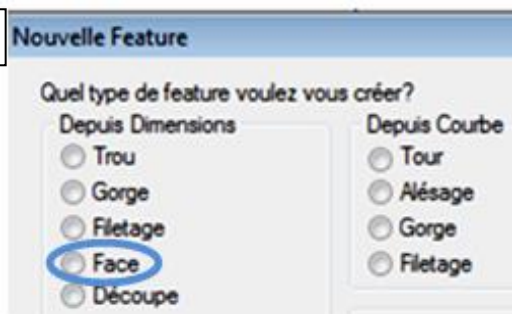 Nouvelle Feature
Quel type de feature voulez vous créer?
Depuis Dimensions
Trou
Gorge
Filetage
Face
Découpe
Depuis Courbe
Tour
Alésage
Gorge
Filetage